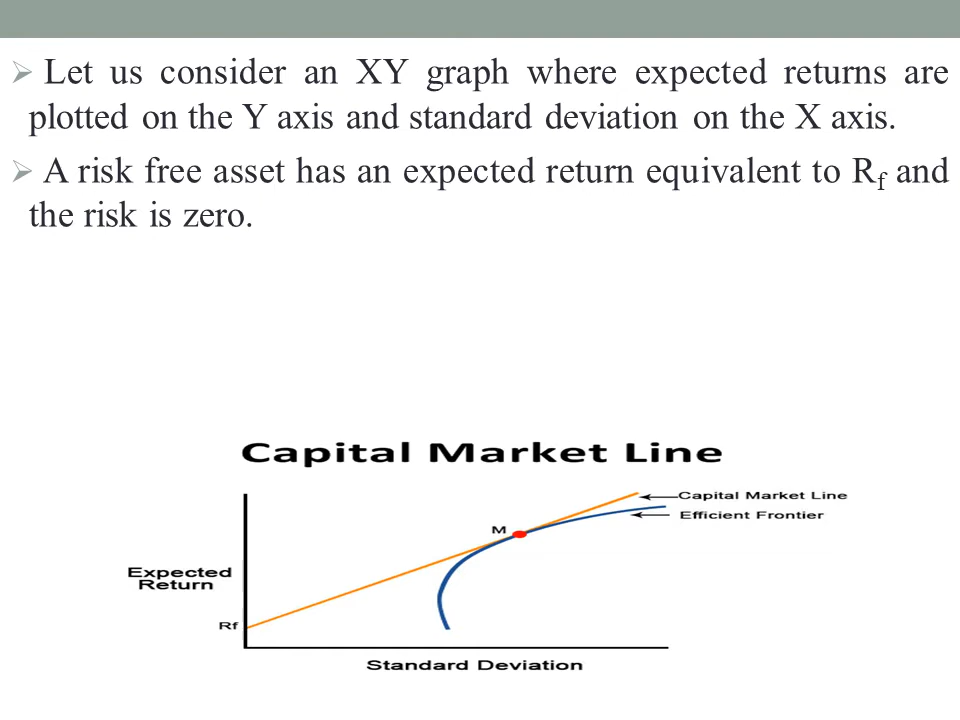 ➢ Let us consider an XY graph where expected returns are
plotted on the Y axis and standard deviation on the X axis.
➢ A risk free asset has an expected return equivalent to Rf and
the risk is zero.
Capital Market Line
Capital Market Line
Efficient Frontier
M
Expected
Return
Rf
Standard Deviation